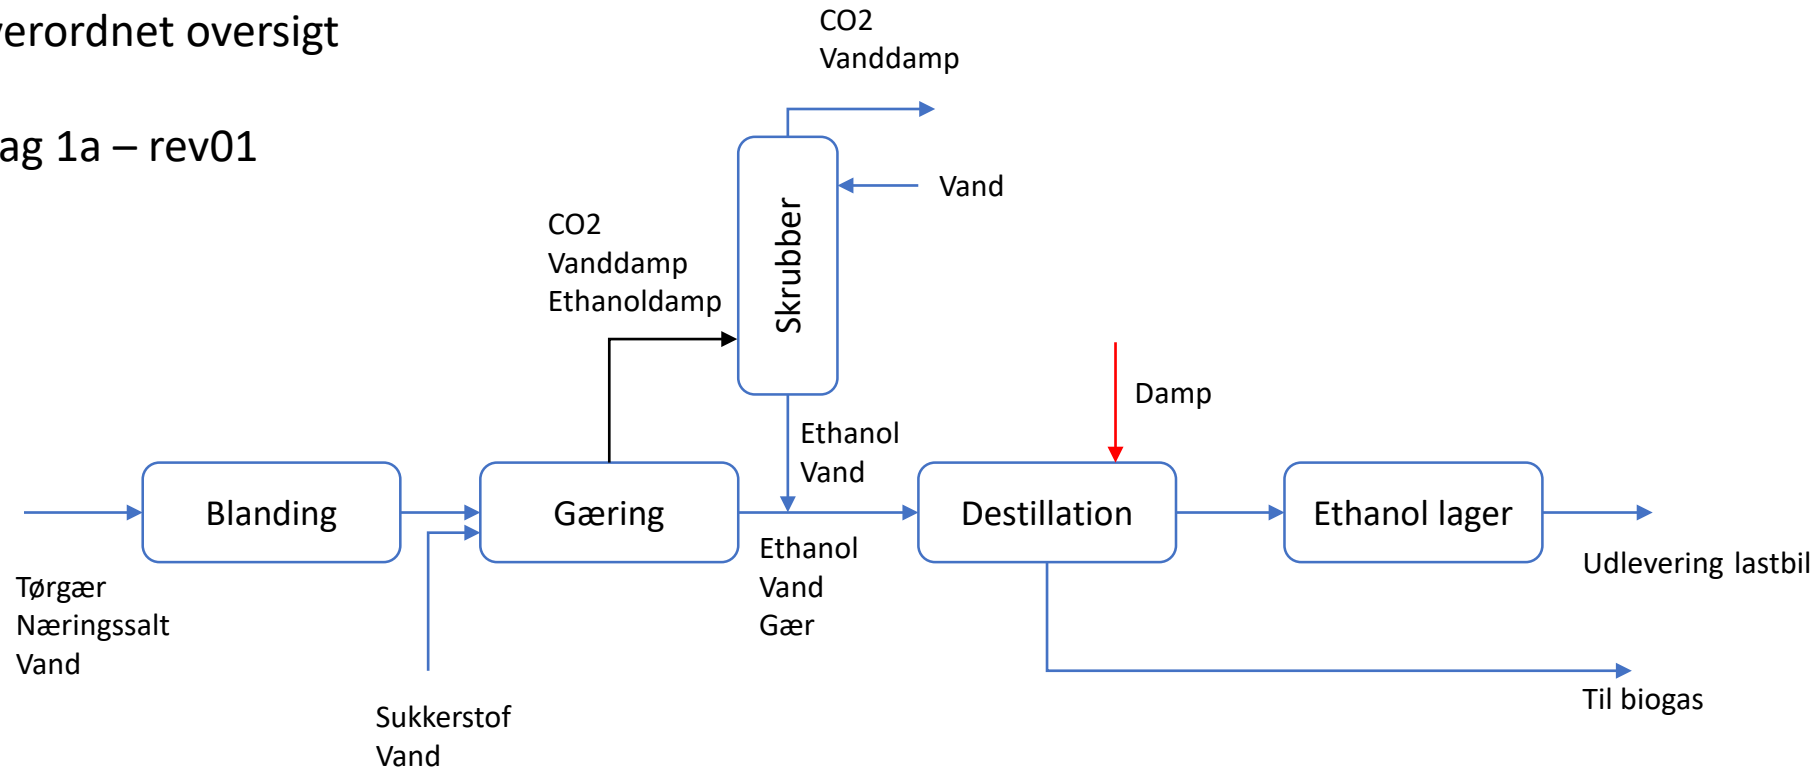 verordnet oversigt
ag 1a – rev01
CO2
Vanddamp
Vand
CO2
Vanddamp
Ethanoldamp
Skrubber
Damp
Ethanol
Vand
Blanding
Gæring
Destillation
Ethanol lager
Ethanol
Vand
Gær
Udlevering lastbil
Tørgær
Næringssalt
Vand
Til biogas
Sukkerstof
Vand